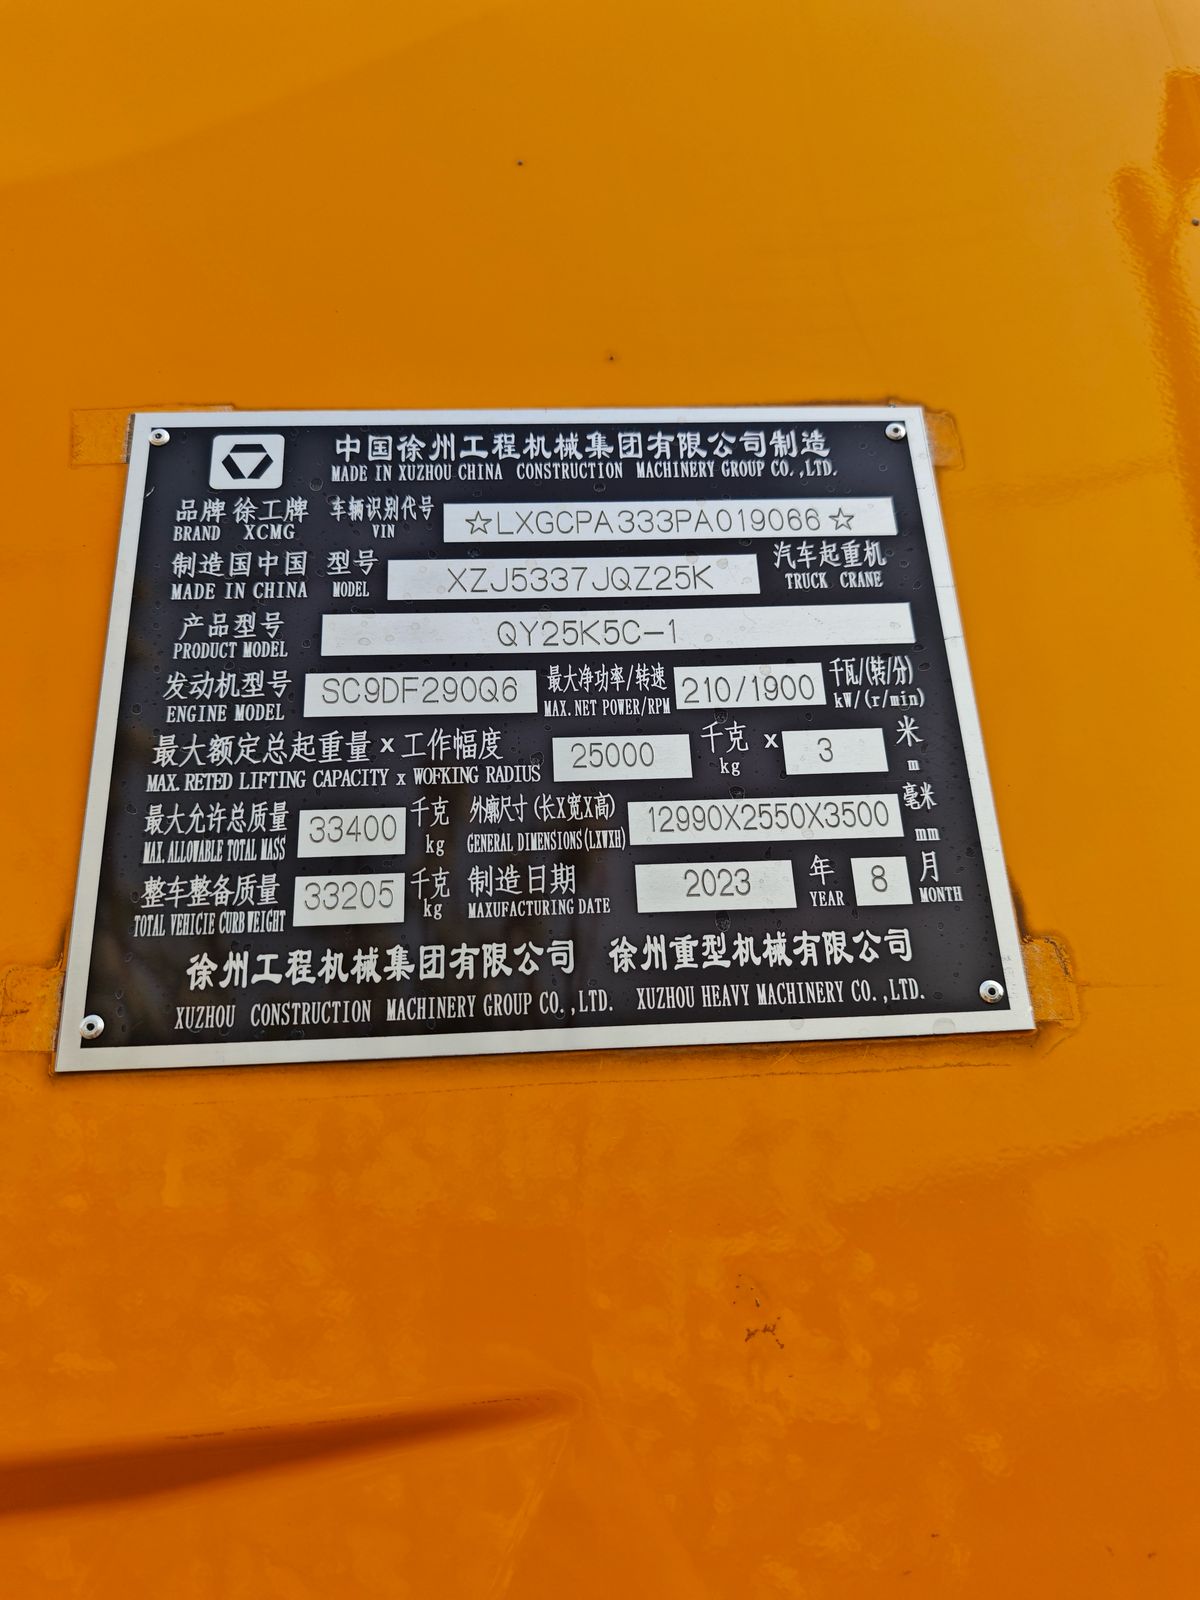 中国徐州工程机械集团有限公司制造
MADE IN XUZHOU CHINA CONSTRUCTION MACHINERY GROUP CO.,LTD.
品牌 徐工牌 车辆识别代号 ☆LXGCPA333PA019066☆
BRAND XCMG VIN
制造国中国 型号 XZJ5337JQZ25K 汽车起重机
MADE IN CHINA MODEL TRUCK CRANE
产品型号 QY25K5C-1
PRODUCT MODEL
发动机型号 SC9DF290Q6 最大净功率/转速 210/1900 千瓦/(转/分)
ENGINE MODEL MAX. NET POWER/RPM kW/(r/min)
最大额定总起重量 x 工作幅度 25000 千克 x 3 米
MAX. RETED LIFTING CAPACITY x WOFKING RADIUS kg m
最大允许总质量 33400 千克 外廓尺寸(长X宽X高) 12990X2550X3500 毫米
MAX. ALLOWABLE TOTAL MASS kg GENERAL DIMENSIONS(LXWXH) mm
整车整备质量 33205 千克 制造日期 2023 年 8 月
TOTAL VEHICIE CURB WEIGHT kg MAXUFACTURING DATE YEAR MONTH
徐州工程机械集团有限公司 徐州重型机械有限公司
XUZHOU CONSTRUCTION MACHINERY GROUP CO.,LTD. XUZHOU HEAVY MACHINERY CO.,LTD.